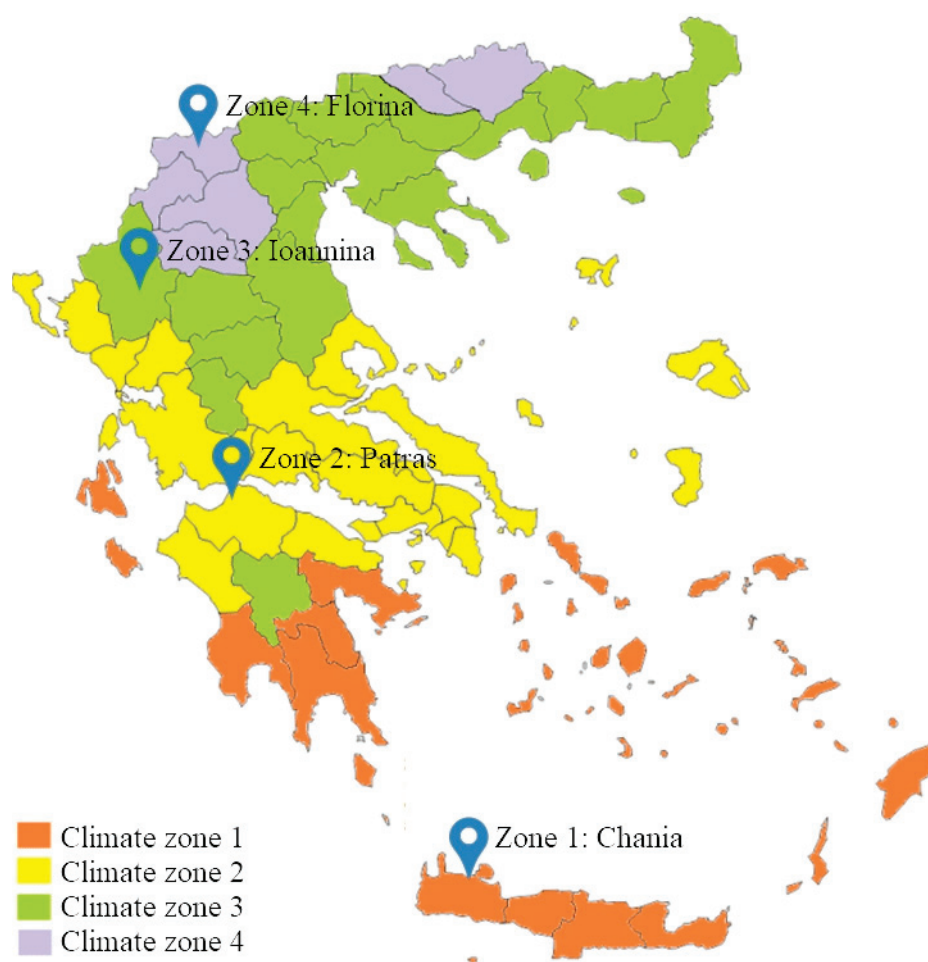 Zone 4: Florina
Zone 3: Ioannina
Zone 2: Patras
Zone 1: Chania
Climate zone 1
Climate zone 2
Climate zone 3
Climate zone 4